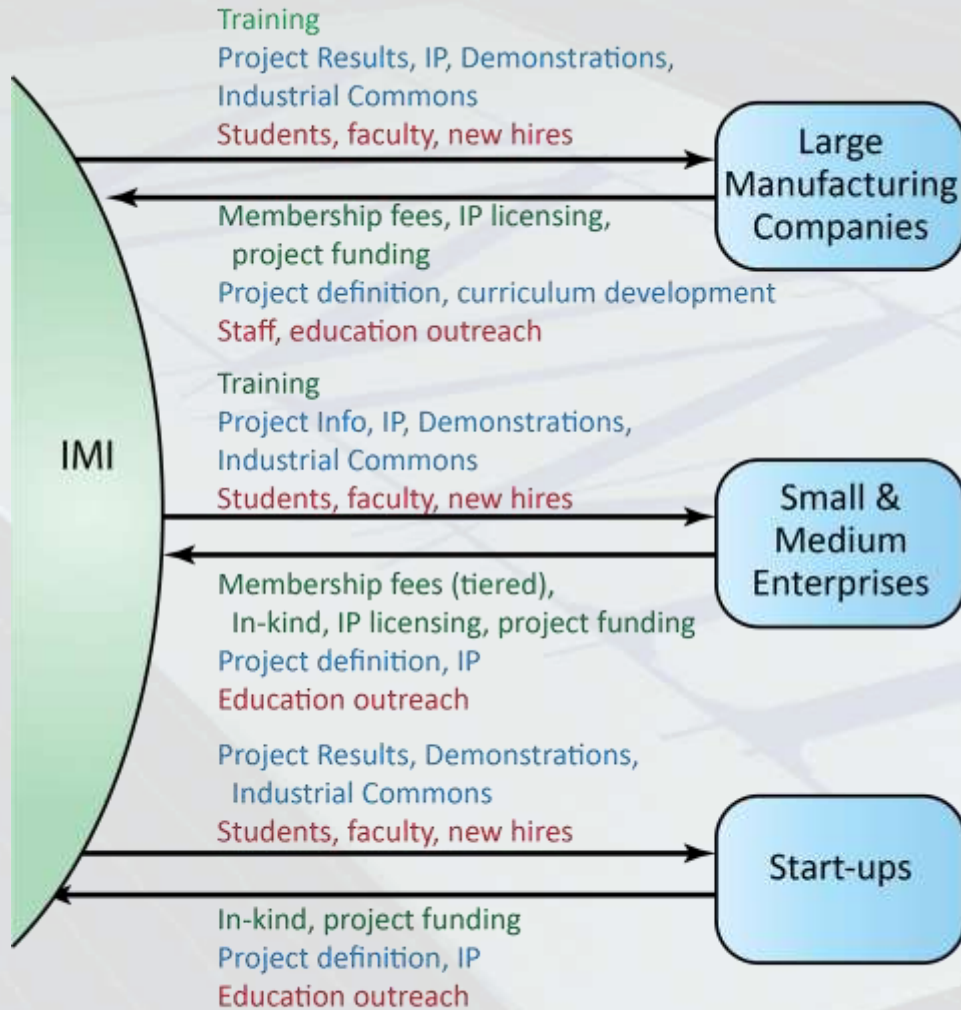 Training
Project Results, IP, Demonstrations,
Industrial Commons
Students, faculty, new hires
Large
Manufacturing
Companies
Membership fees, IP licensing,
project funding
Project definition, curriculum development
Staff, education outreach
IMI
Training
Project Info, IP, Demonstrations,
Industrial Commons
Students, faculty, new hires
Small &
Medium
Enterprises
Membership fees (tiered),
In-kind, IP licensing, project funding
Project definition, IP
Education outreach
Project Results, Demonstrations,
Industrial Commons
Students, faculty, new hires
Start-ups
In-kind, project funding
Project definition, IP
Education outreach